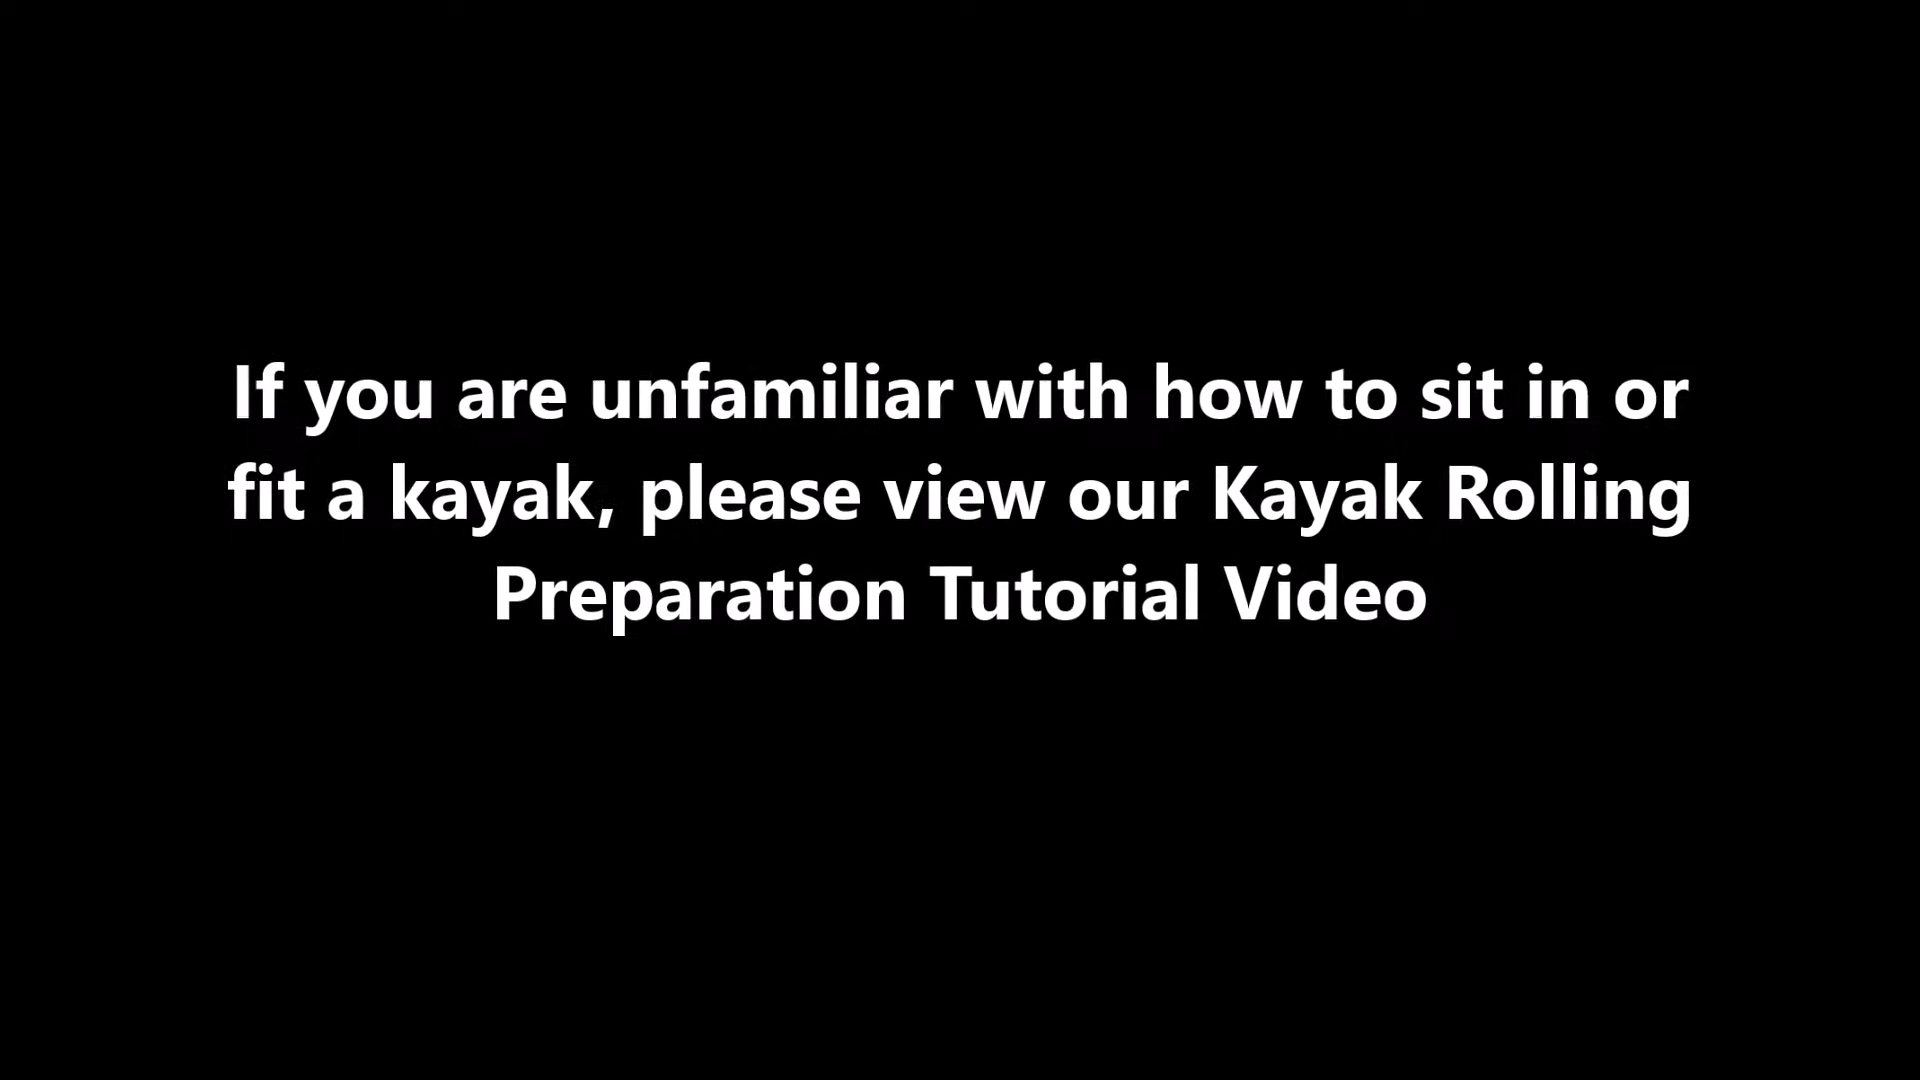 If you are unfamiliar with how to sit in or
fit a kayak, please view our Kayak Rolling
Preparation Tutorial Video